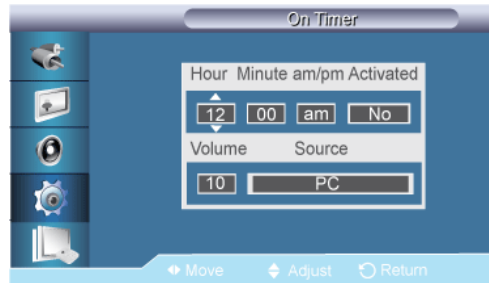 On Timer
Hour Minute am/pm Activated
12 00 am No
Volume Source
10 PC
Move Adjust Return